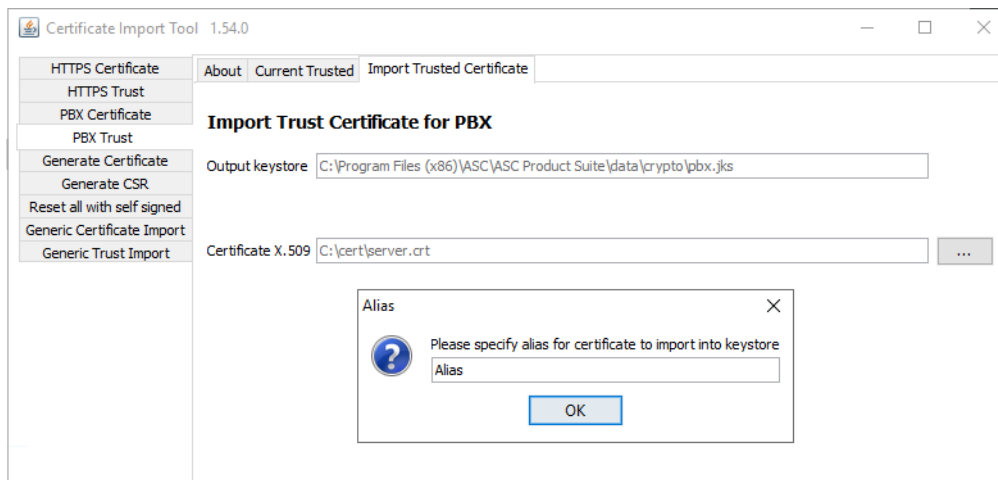 Certificate Import Tool 1.54.0
HTTPS Certificate
HTTPS Trust
PBX Certificate
PBX Trust
Generate Certificate
Generate CSR
Reset all with self signed
Generic Certificate Import
Generic Trust Import
About Current Trusted Import Trusted Certificate
Import Trust Certificate for PBX
Output keystore C:\Program Files (x86)\ASC\ASC Product Suite\data\crypto\pbx.jks
Certificate X.509 C:\cert\server.crt ...
Alias
Please specify alias for certificate to import into keystore
Alias
OK